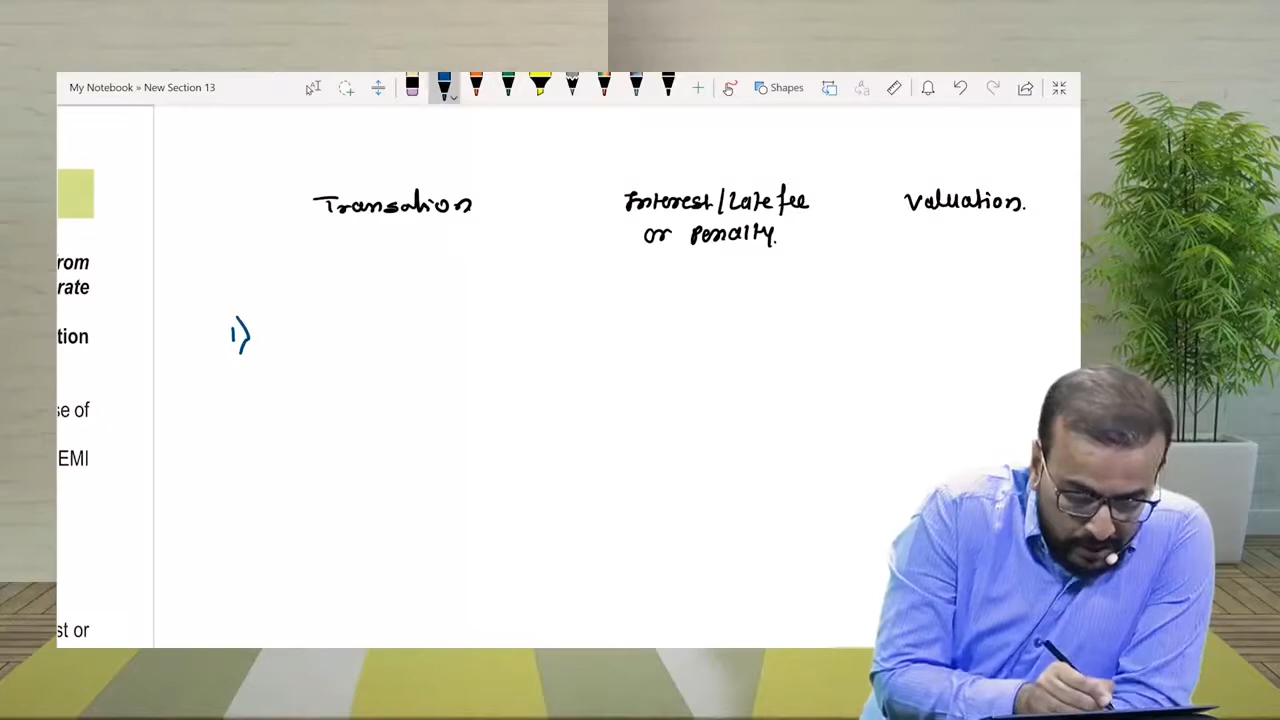 My Notebook » New Section 13
Shapes
Transation
Interest/Late fee
or Penalty.
Valuation.
rom
rate
1)
tion
se of
EMI
st or